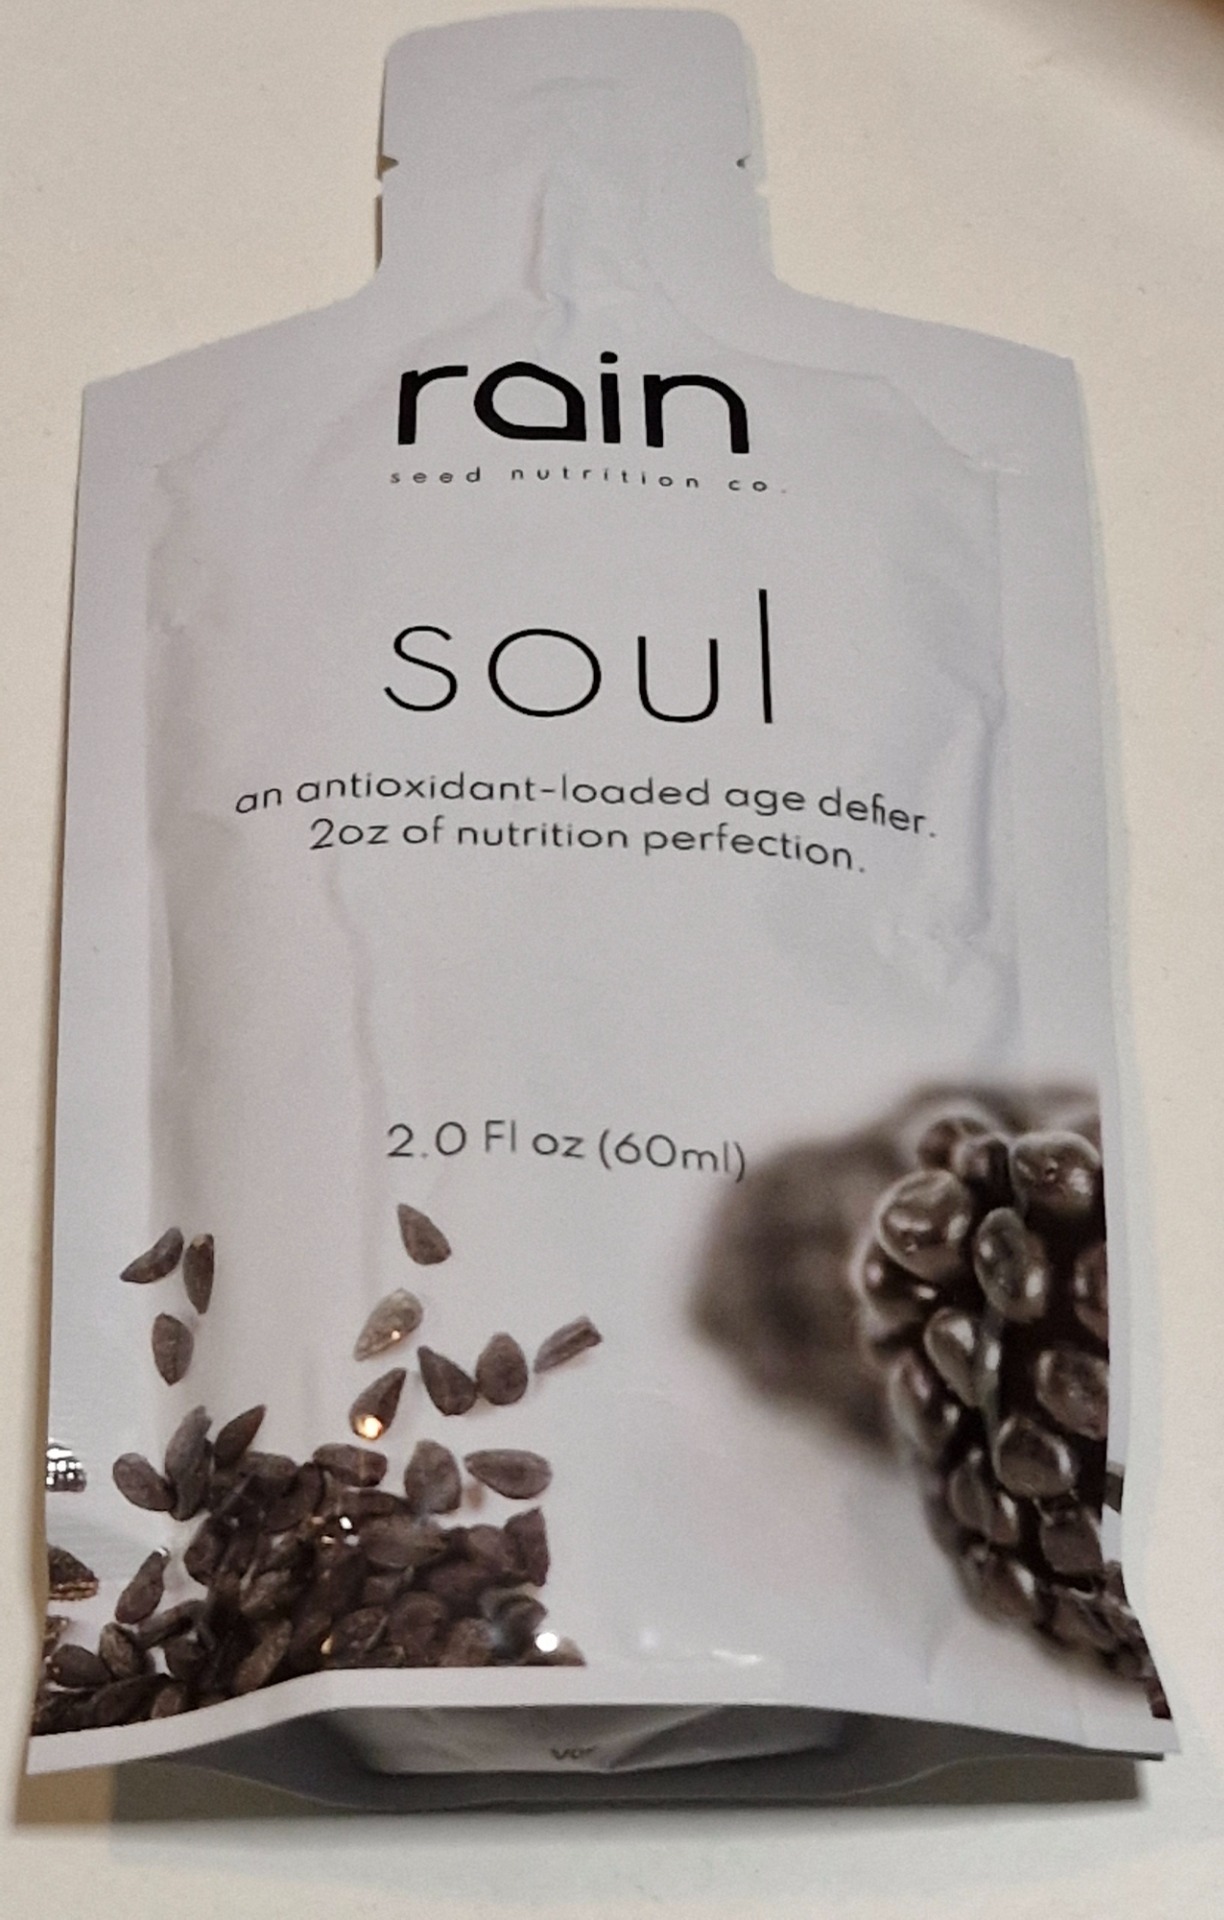 rain
seed nutrition co.
soul
an antioxidant-loaded age defier.
2oz of nutrition perfection.
2.0 Fl oz (60ml)